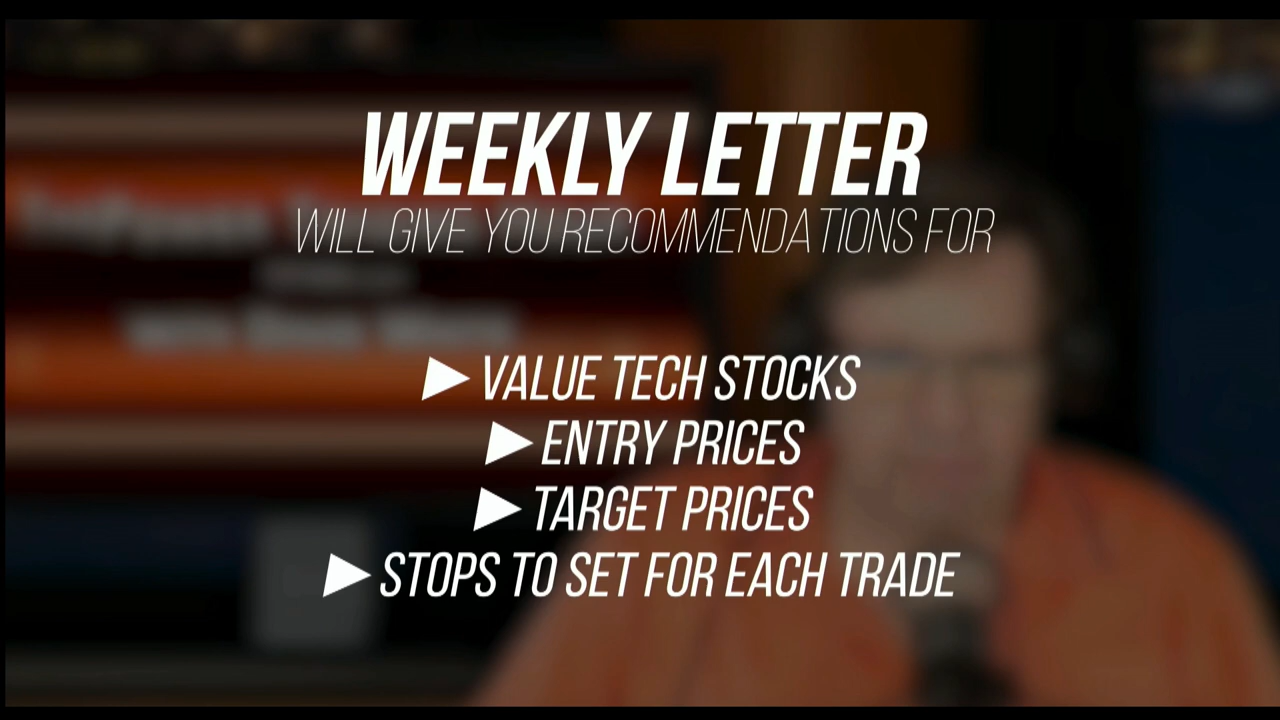 WEEKLY LETTER
WILL GIVE YOU RECOMMENDATIONS FOR
▶ VALUE TECH STOCKS
▶ ENTRY PRICES
▶ TARGET PRICES
▶ STOPS TO SET FOR EACH TRADE